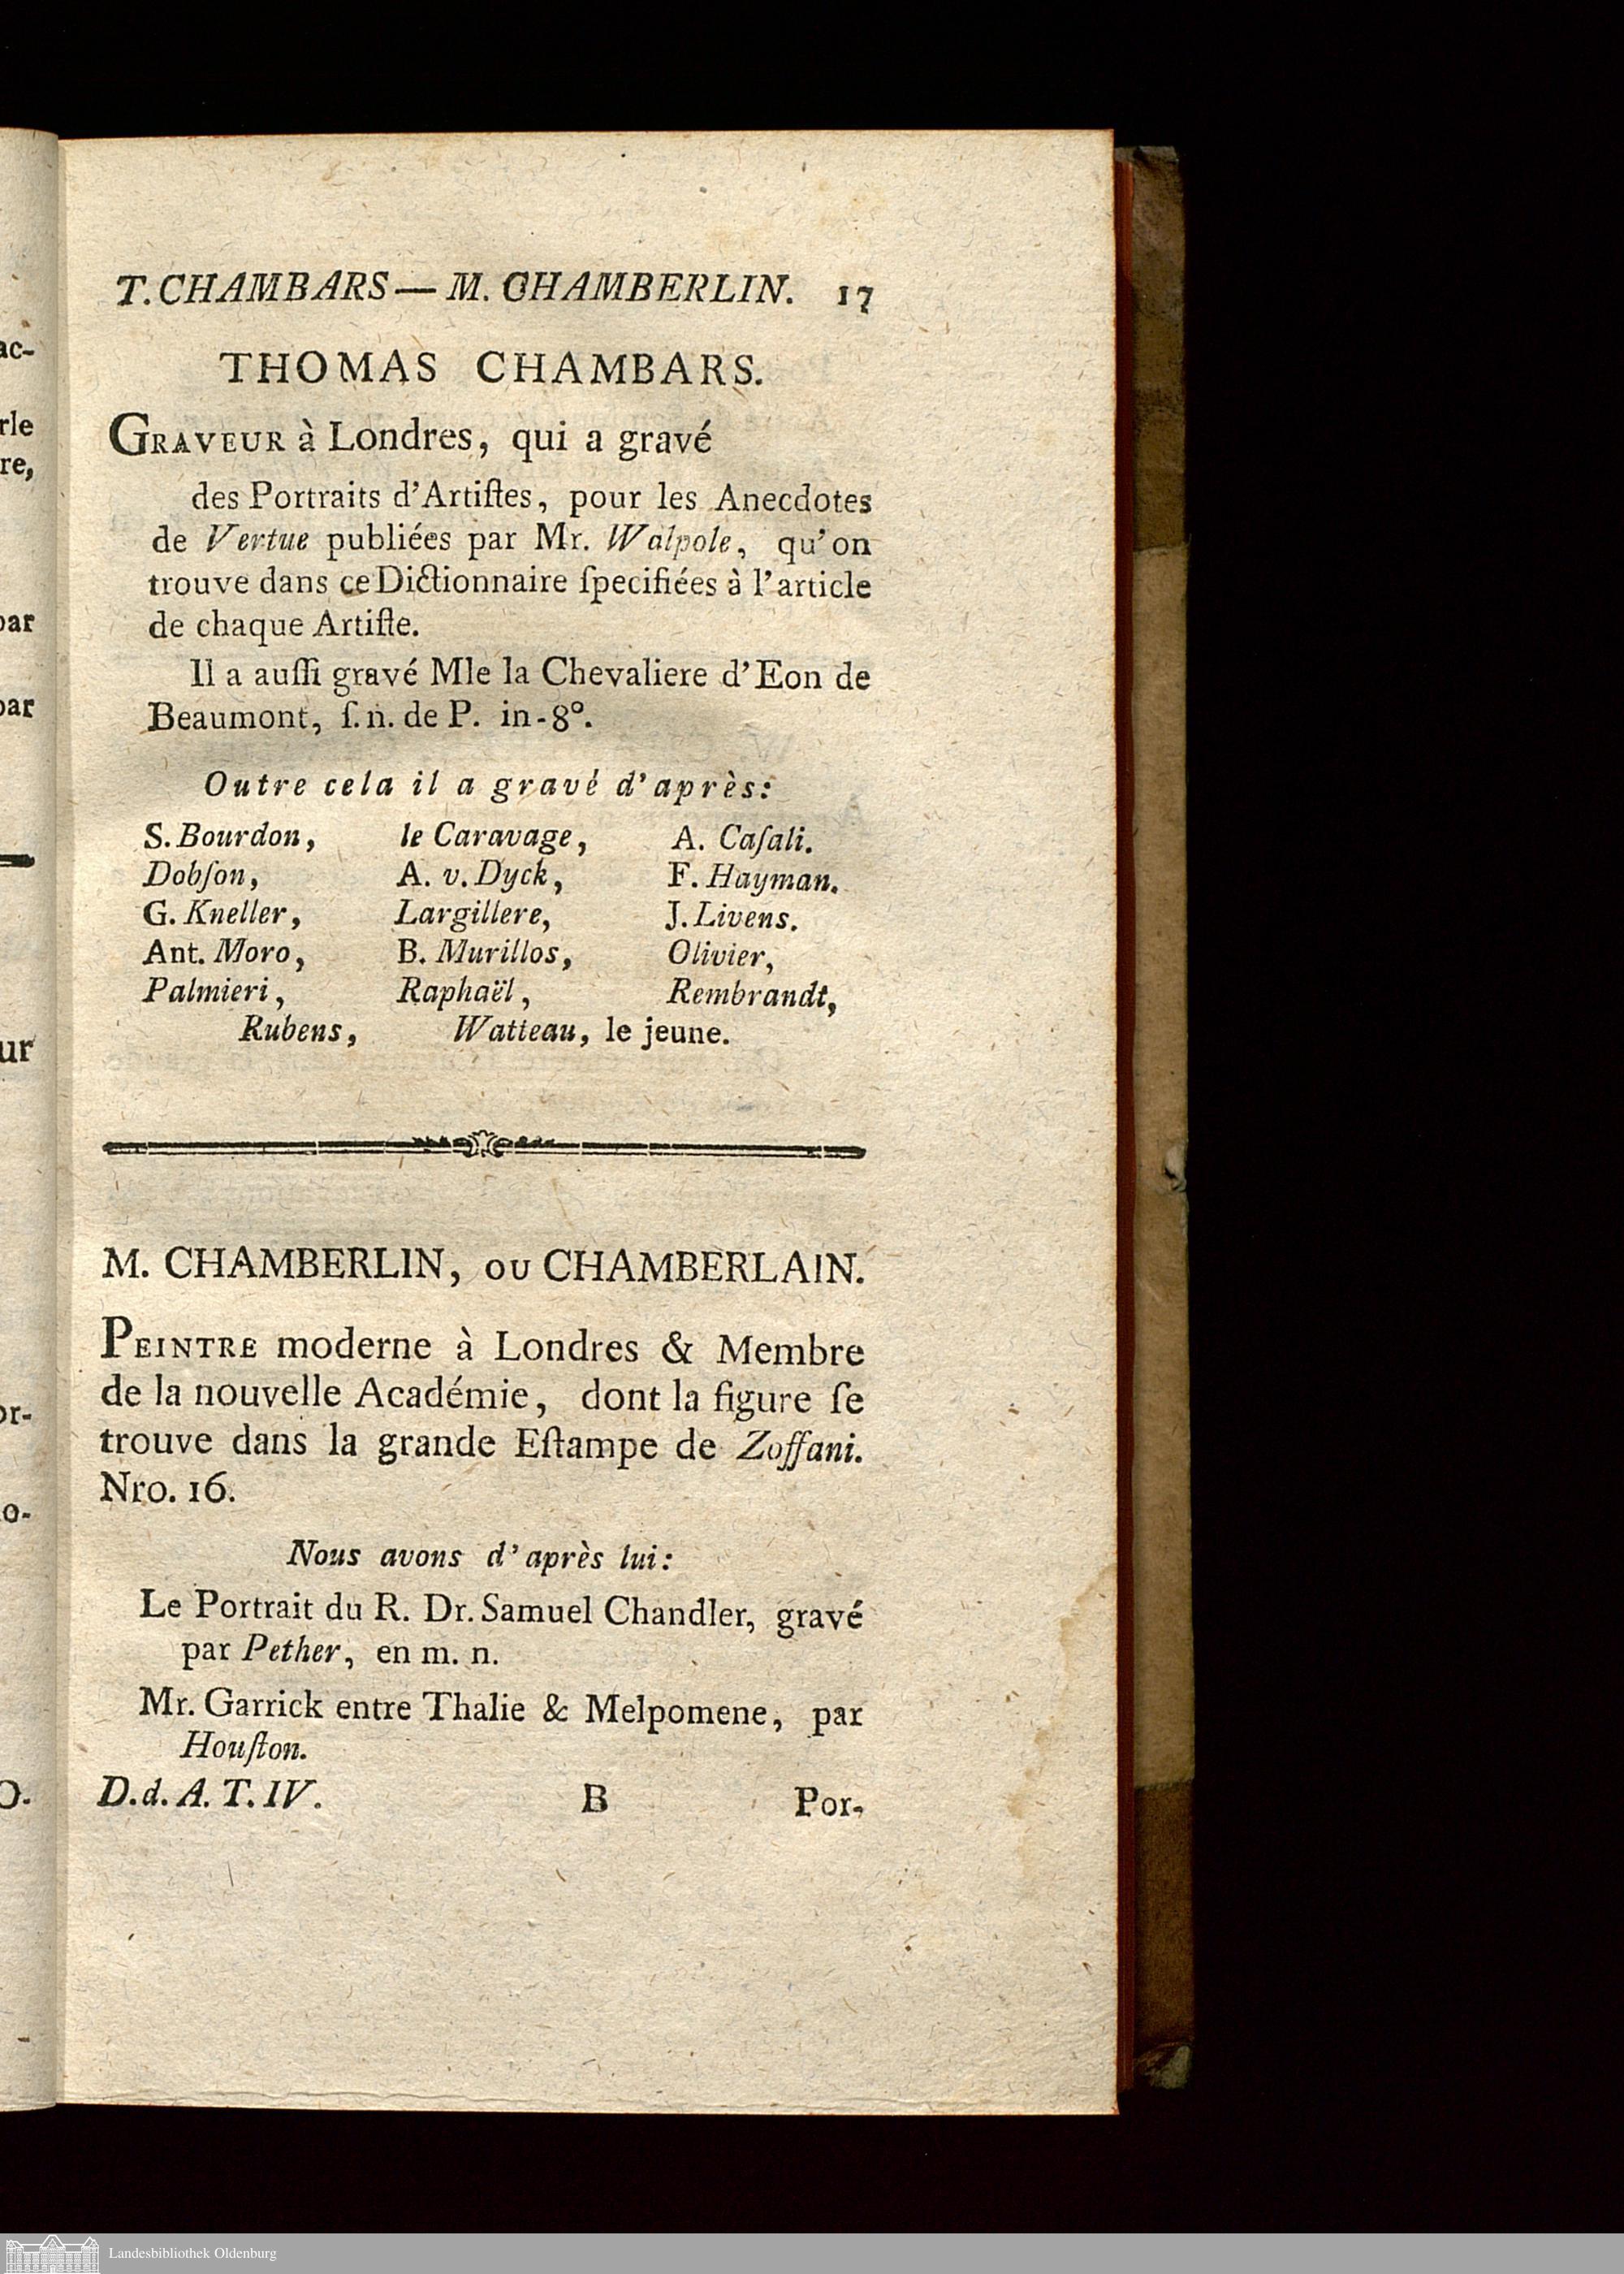 T. CHAMBARS — M. CHAMBERLIN. 17
THOMAS CHAMBARS.
GRAVEUR à Londres, qui a gravé
des Portraits d'Artiſtes, pour les Anecdotes
de Vertue publiées par Mr. Walpole, qu'on
trouve dans ce Dictionnaire ſpecifiées à l'article
de chaque Artiſte.
Il a auſſi gravé Mle la Chevaliere d'Eon de
Beaumont, ſ. n. de P. in-8°.
Outre cela il a gravé d'après:
S. Bourdon, le Caravage, A. Caſali.
Dobſon, A. v. Dyck, F. Hayman.
G. Kneller, Largillere, J. Livens.
Ant. Moro, B. Murillos, Olivier,
Palmieri, Raphaël, Rembrandt,
Rubens, Watteau, le jeune.
M. CHAMBERLIN, OU CHAMBERLAIN.
PEINTRE moderne à Londres & Membre
de la nouvelle Académie, dont la figure ſe
trouve dans la grande Eſtampe de Zoffani.
Nro. 16.
Nous avons d'après lui:
Le Portrait du R. Dr. Samuel Chandler, gravé
par Pether, en m. n.
Mr. Garrick entre Thalie & Melpomene, par
Houſton.
D. d. A. T. IV. B Por-
Landesbibliothek Oldenburg